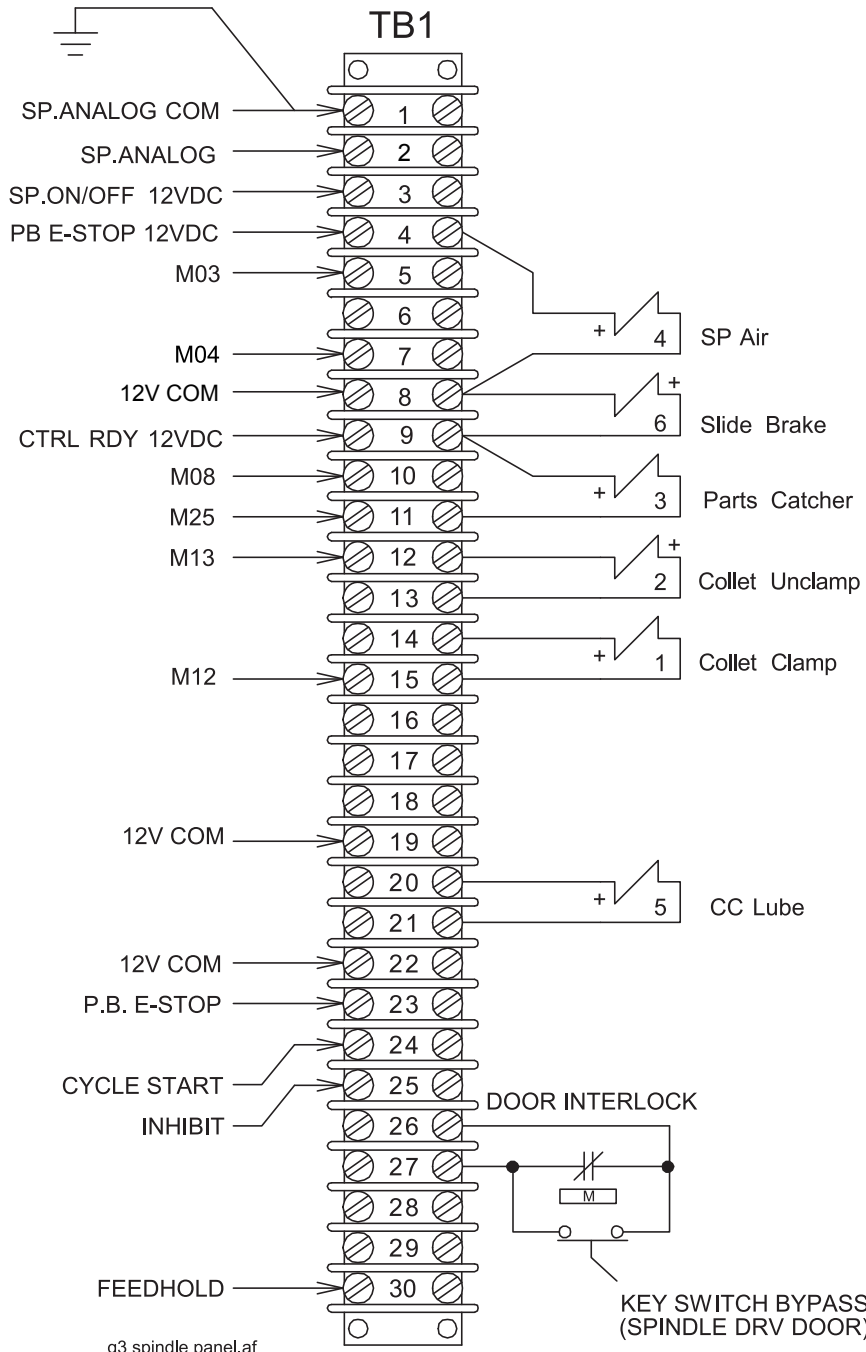 TB1
SP.ANALOG COM 1
SP.ANALOG 2
SP.ON/OFF 12VDC 3
PB E-STOP 12VDC 4
M03 5
6
+ 4 SP Air
M04 7
12V COM 8
+ 6 Slide Brake
CTRL RDY 12VDC 9
M08 10
+ 3 Parts Catcher
M25 11
M13 12
+ 2 Collet Unclamp
13
14
+ 1 Collet Clamp
M12 15
16
17
18
12V COM 19
20
+ 5 CC Lube
21
12V COM 22
P.B. E-STOP 23
24
CYCLE START 25
DOOR INTERLOCK
INHIBIT 26
27
M
28
29
FEEDHOLD 30
KEY SWITCH BYPASS
(SPINDLE DRV DOOR)
g3 spindle panel.af